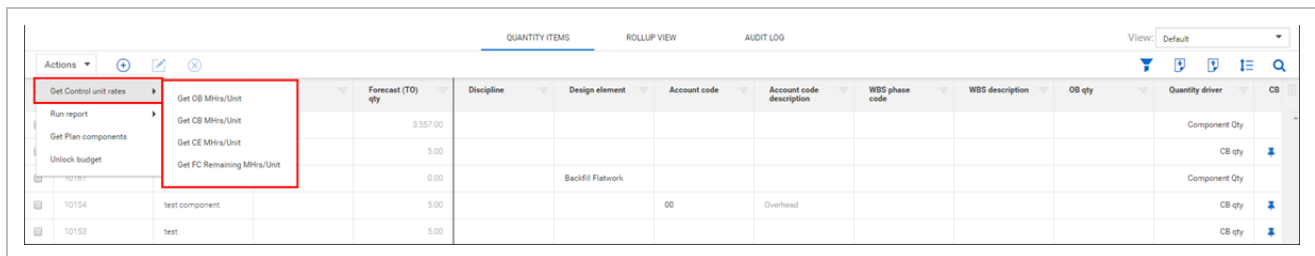 QUANTITY ITEMS ROLLUP VIEW AUDIT LOG View: Default
Actions
Get Control unit rates
Run report
Get Plan components
Unlock budget
Get OB MHrs/Unit
Get CB MHrs/Unit
Get CE MHrs/Unit
Get FC Remaining MHrs/Unit
Forecast (TO) qty Discipline Design element Account code Account code description WBS phase code WBS description OB qty Quantity driver CB
3,557.00 Component Qty
5.00 CB qty
0.00 Backfill Flatwork Component Qty
10154 test component 5.00 00 Overhead CB qty
10153 test 5.00 CB qty